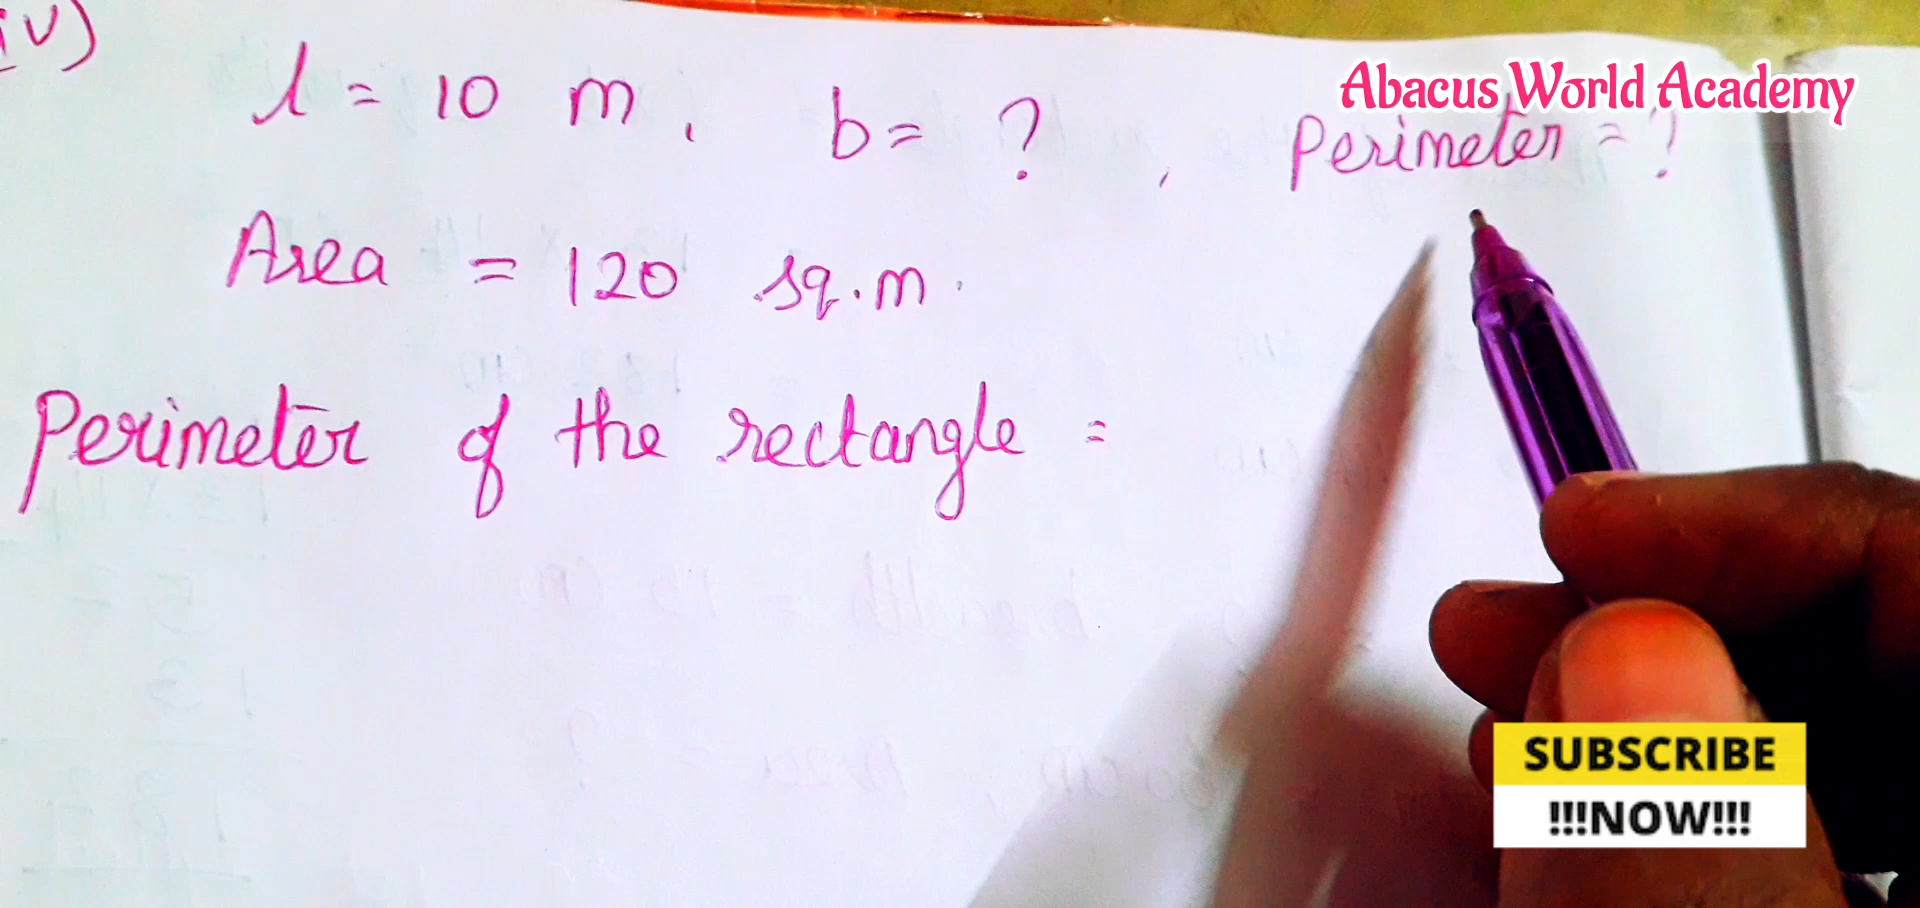 iv)
l = 10 m. b = ? , Perimeter = ?
Abacus World Academy
Area = 120 sq.m.
Perimeter of the rectangle =
SUBSCRIBE
!!!NOW!!!